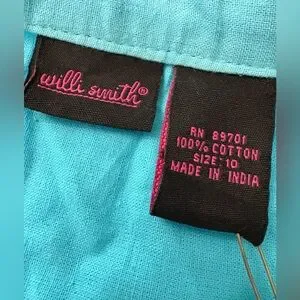 willi smith®
RN 89701
100% COTTON
SIZE: 10
MADE IN INDIA